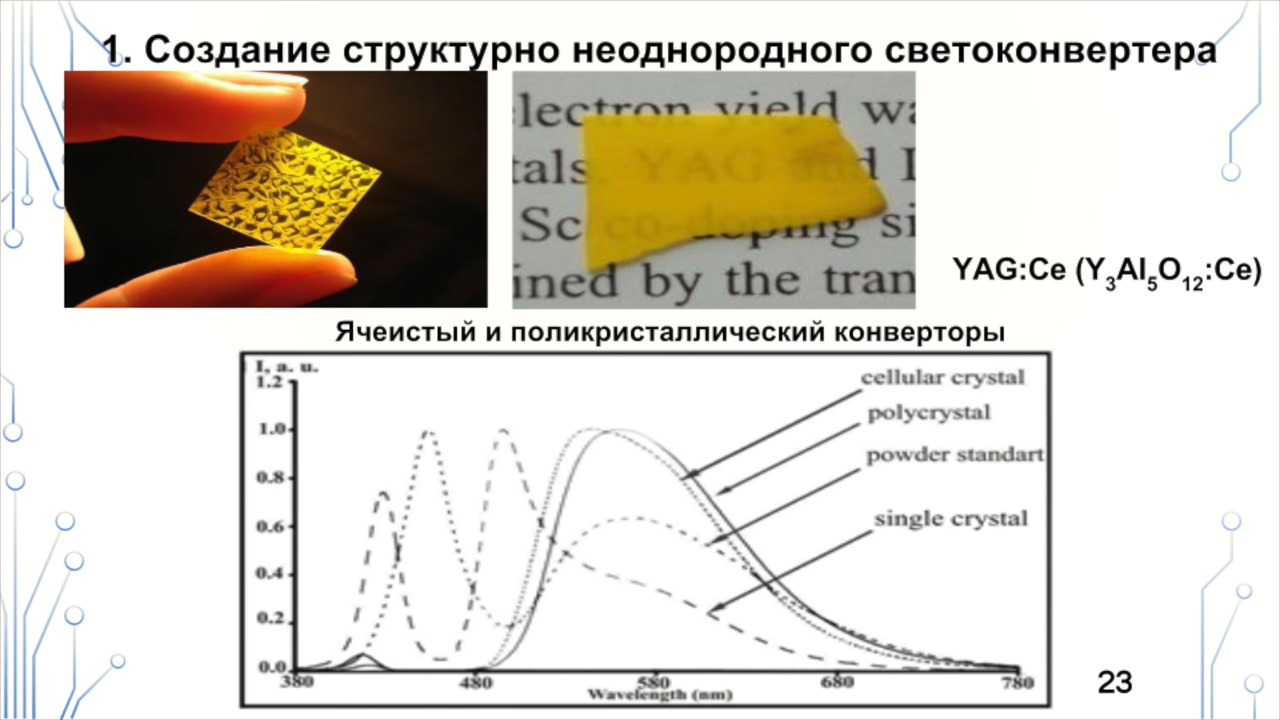 1. Создание структурно неоднородного светоконвертера
lectron yield wa
tals. YAG and I
Sc co-doping si
ined by the tran
YAG:Ce (Y₃Al₅O₁₂:Ce)
Ячеистый и поликристаллический конверторы
I, a. u.
1.2
1.0
0.8
0.6
0.4
0.2
0.0
cellular crystal
polycrystal
powder standart
single crystal
380 480 580 680 780
Wavelength (nm)
23